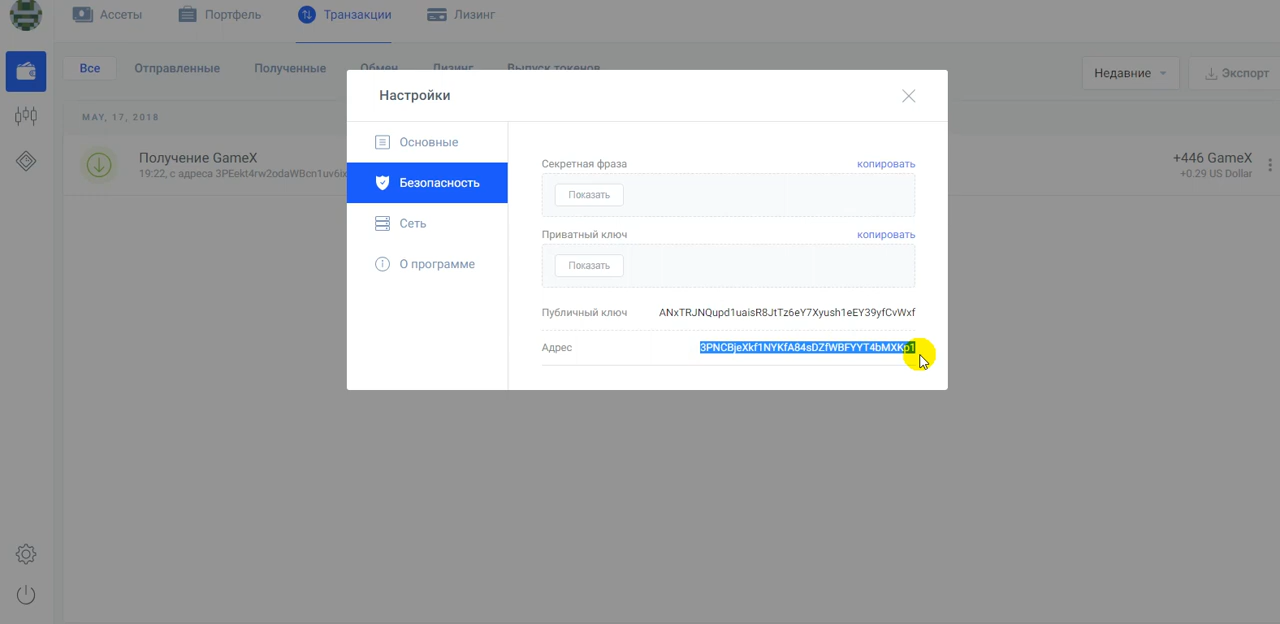 Ассеты
Портфель
Транзакции
Лизинг
Все
Отправленные
Полученные
Обмен
Лизинг
Выпуск токенов
Недавние
Экспорт
MAY, 17, 2018
Получение GameX
19:22, с адреса 3PEekt4rw2odaWBcn1uv6ix
+446 GameX
+0.29 US Dollar
Настройки
Основные
Безопасность
Сеть
О программе
Секретная фраза
копировать
Показать
Приватный ключ
копировать
Показать
Публичный ключ
ANxTRJNQupd1uaisR8JtTz6eY7Xyush1eEY39yfCvWxf
Адрес
3PNCBjeXkf1NYKfA84sDZfWBFYYT4bMXKp1